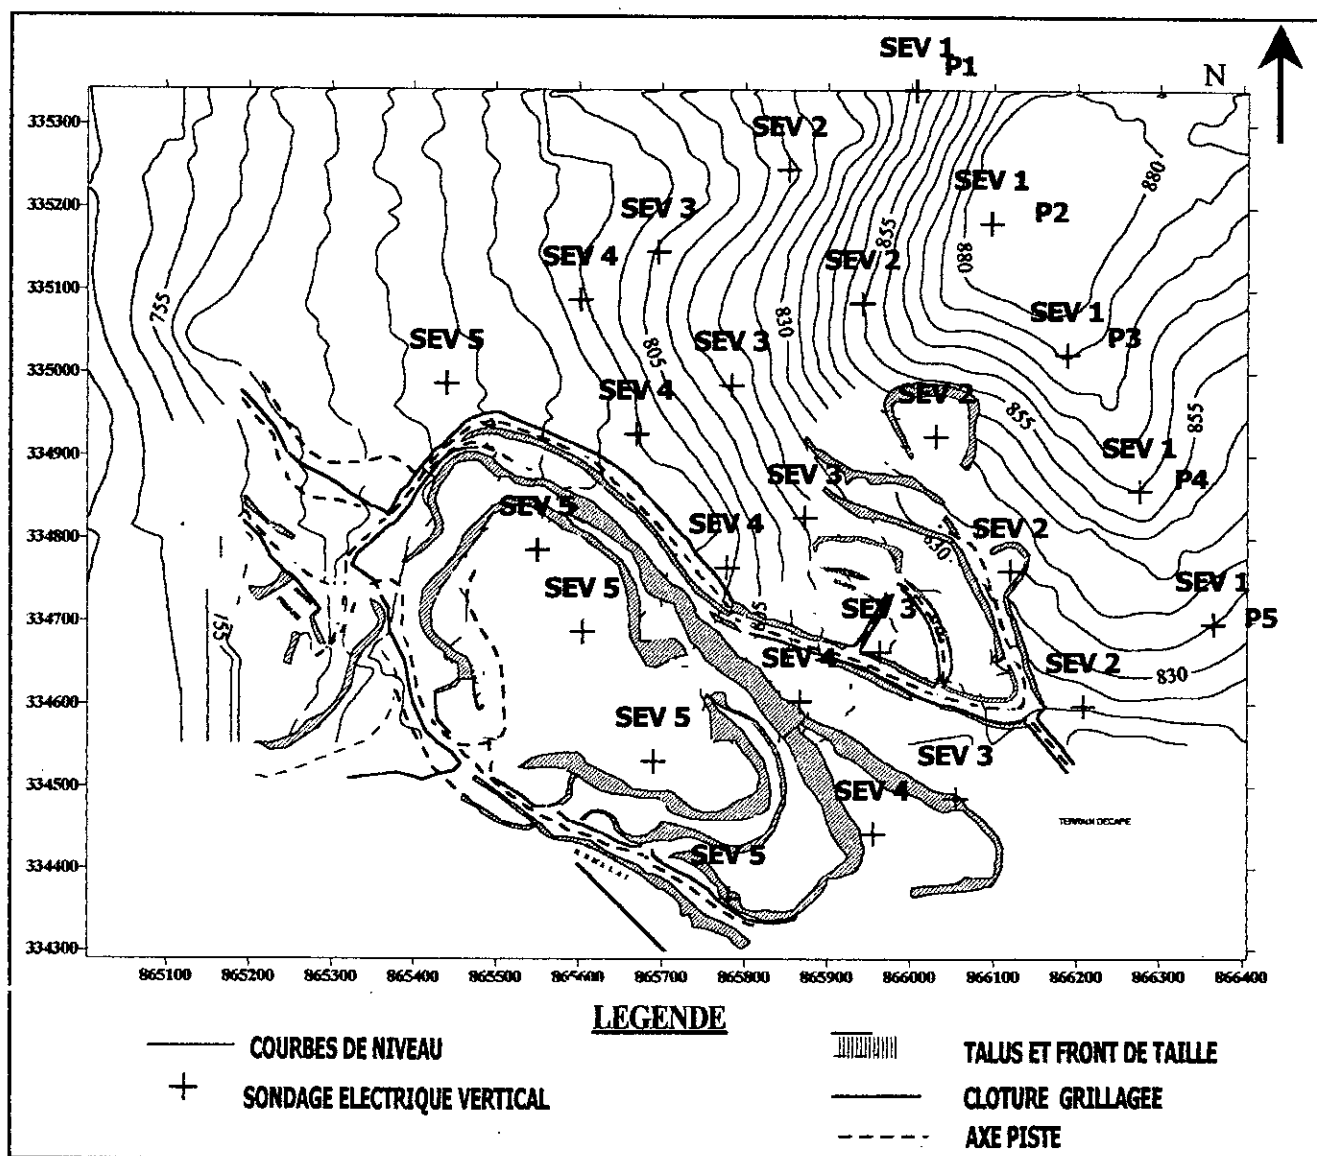 SEV 1
P1
N
335300
SEV 2
880
SEV 1
335200
SEV 3
P2
855
SEV 4
SEV 2
880
335100
755
SEV 1
830
SEV 5
SEV 3
P3
805
335000
SEV 4
SEV 2
855
855
334900
SEV 1
SEV 3
P4
SEV 5
SEV 4
SEV 2
830
334800
SEV 5
SEV 1
334700
SEV 3
P5
SEV 4
SEV 2
830
334600
SEV 5
SEV 3
334500
SEV 4
TERRAIN DECAPE
SEV 5
334400
334300
865100 865200 865300 865400 865500 865700 865800 865900 866000 866100 866200 866300 866400
LEGENDE
COURBES DE NIVEAU
TALUS ET FRONT DE TAILLE
SONDAGE ELECTRIQUE VERTICAL
CLOTURE GRILLAGEE
AXE PISTE